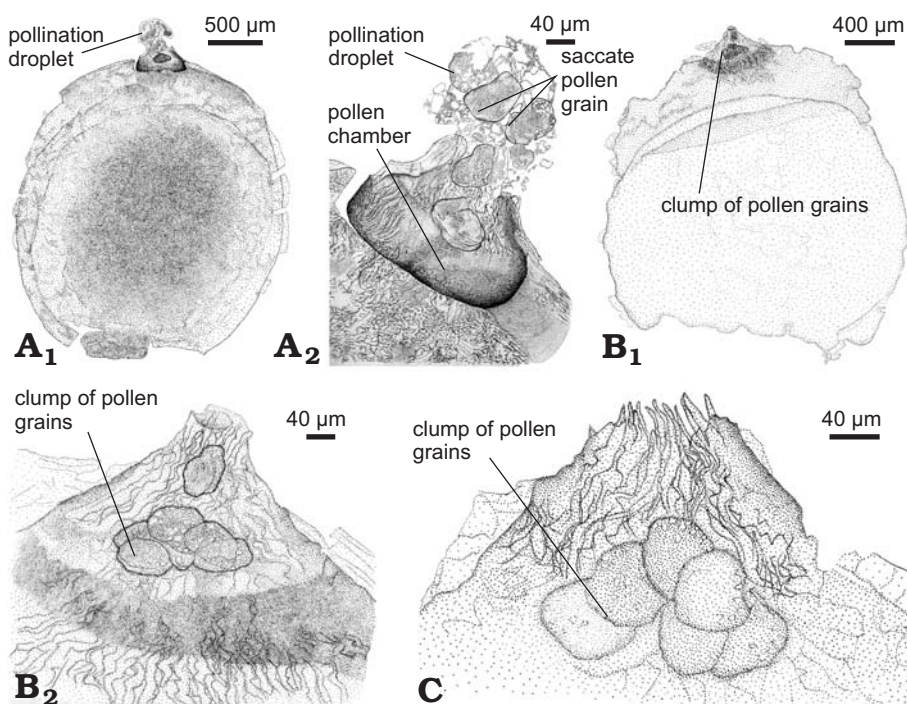 pollination
droplet
500 µm
A1
pollination
droplet
40 µm
saccate
pollen
grain
pollen
chamber
A2
400 µm
clump of pollen grains
B1
clump of pollen
grains
40 µm
B2
clump of pollen
grains
40 µm
C